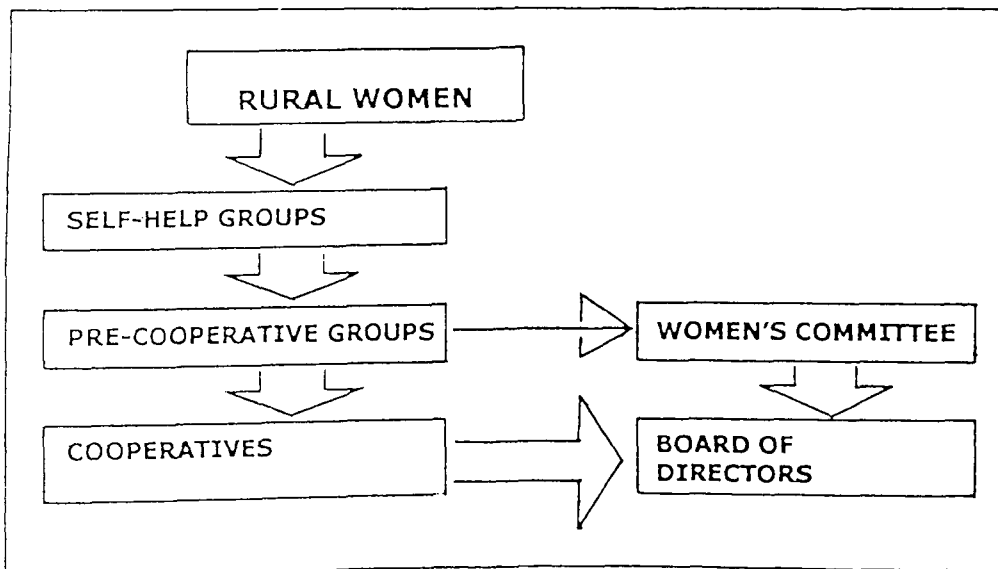 RURAL WOMEN
SELF-HELP GROUPS
PRE-COOPERATIVE GROUPS
WOMEN'S COMMITTEE
COOPERATIVES
BOARD OF
DIRECTORS